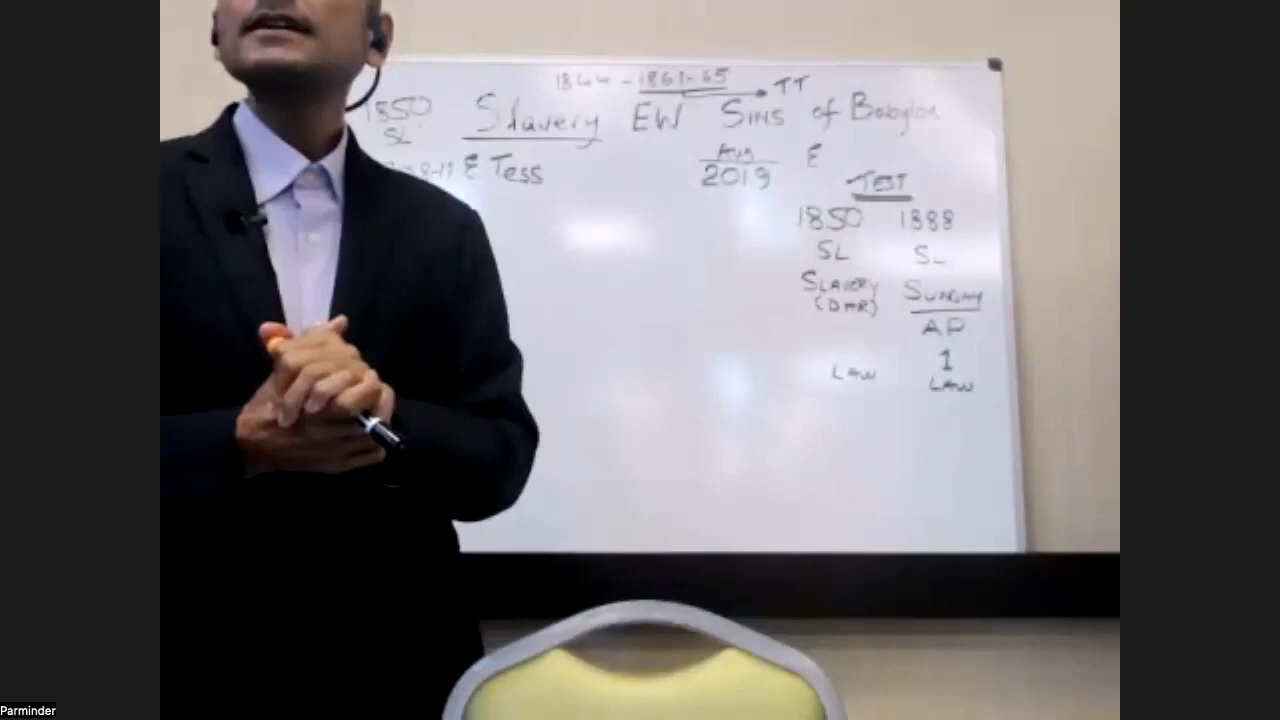 1844 - 1861-65 → TT
1850 Slavery EW Sins of Babylon
SL
E Tess
Aug E
2019
TEST
1850 1888
SL SL
SLAVERY SUNDAY
(DMR) AP
1
LAW LAW
Parminder